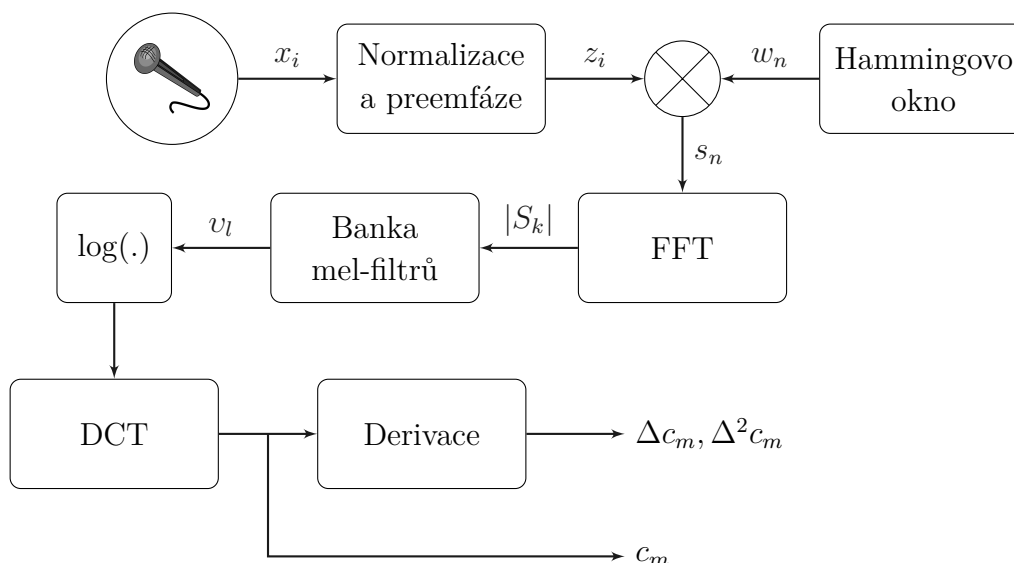 x_i
Normalizace
a preemfáze
z_i
w_n
Hammingovo
okno
s_n
log(.)
υ_l
Banka
mel-filtrů
|S_k|
FFT
DCT
Derivace
Δc_m, Δ²c_m
c_m